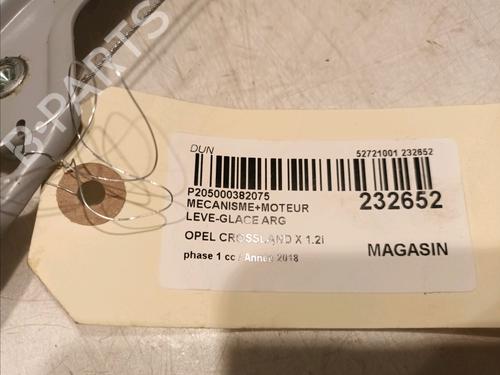 B-PARTS
DUN
52721001 232652
P205000382075
232652
MECANISME+MOTEUR
LEVE-GLACE ARG
OPEL CROSSLAND X 1.2i
MAGASIN
phase 1 cc / Année 2018